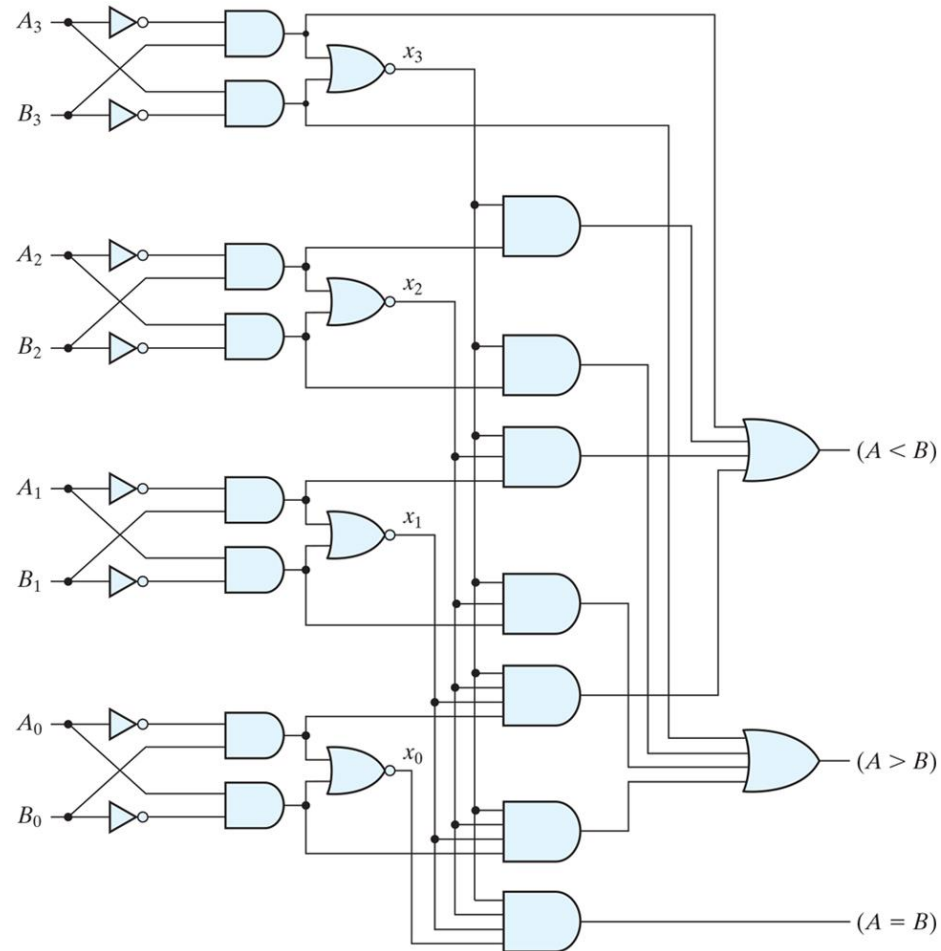 A₃
x₃
B₃
A₂
x₂
B₂
(A < B)
A₁
x₁
B₁
A₀
x₀
(A > B)
B₀
(A = B)